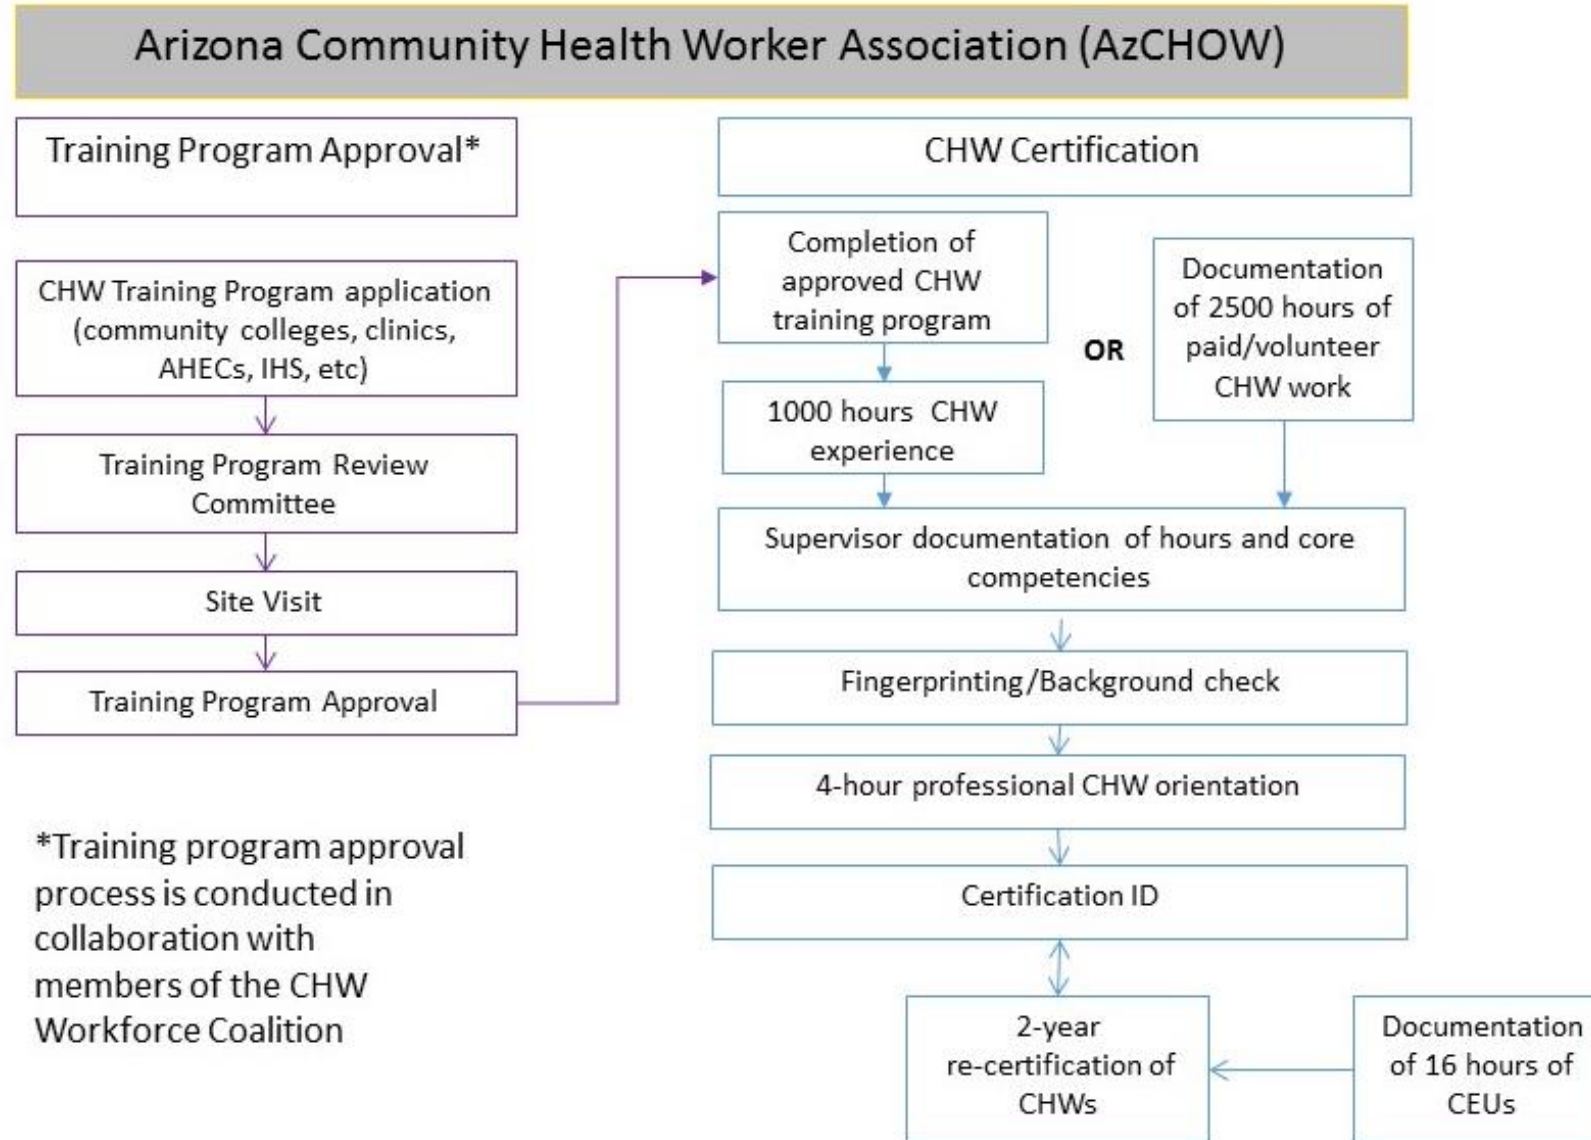 Arizona Community Health Worker Association (AzCHOW)
Training Program Approval*
CHW Training Program application
(community colleges, clinics,
AHECs, IHS, etc)
Training Program Review
Committee
Site Visit
Training Program Approval
*Training program approval
process is conducted in
collaboration with
members of the CHW
Workforce Coalition
CHW Certification
Completion of
approved CHW
training program
1000 hours CHW
experience
OR
Documentation
of 2500 hours of
paid/volunteer
CHW work
Supervisor documentation of hours and core
competencies
Fingerprinting/Background check
4-hour professional CHW orientation
Certification ID
2-year
re-certification of
CHWs
Documentation
of 16 hours of
CEUs